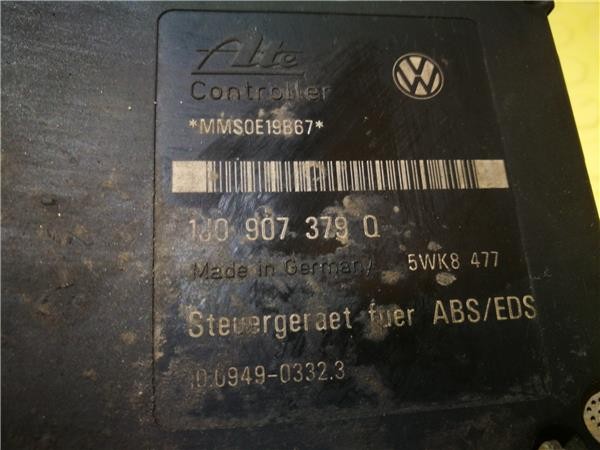 Ate
Controller
*MMS0E19B67*
1J0 907 379 Q
Made in Germany 5WK8 477
Steuergeraet fuer ABS/EDS
10.0949-0332.3